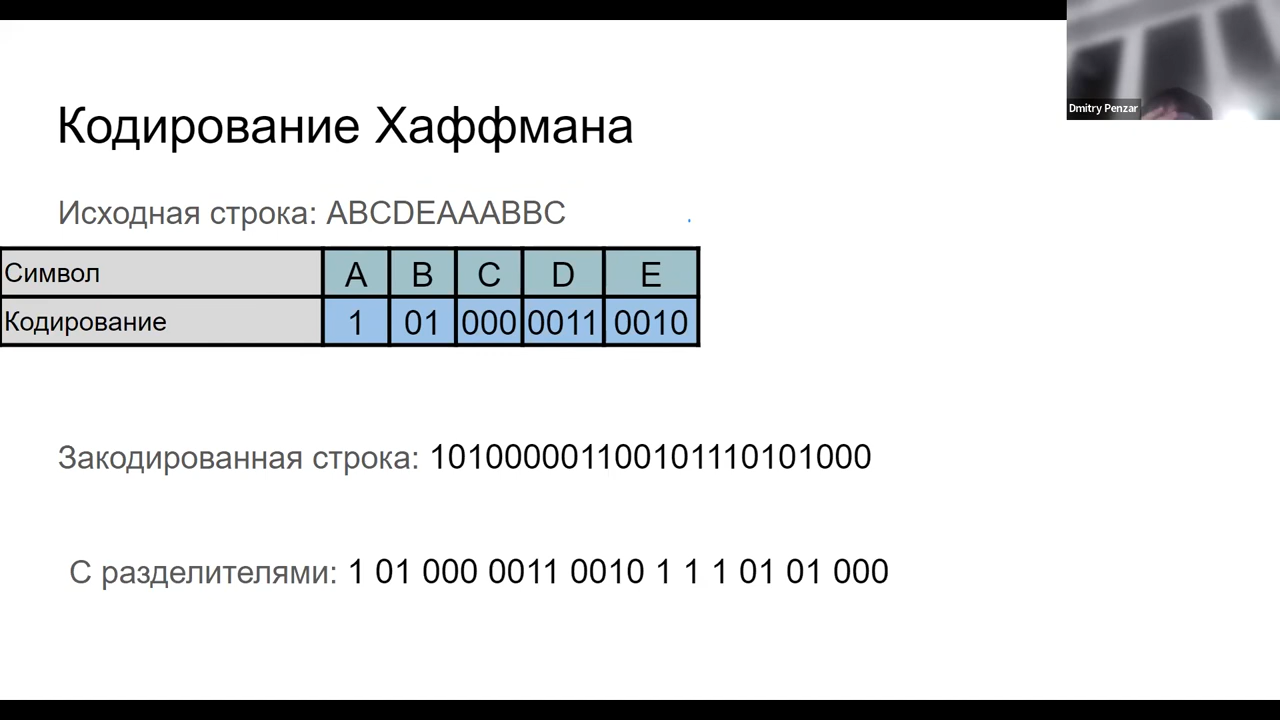 Dmitry Penzar
Кодирование Хаффмана
Исходная строка: ABCDEAAABBC
Символ A B C D E
Кодирование 1 01 000 0011 0010
Закодированная строка: 1010000011001011110101000
С разделителями: 1 01 000 0011 0010 1 1 1 01 01 000